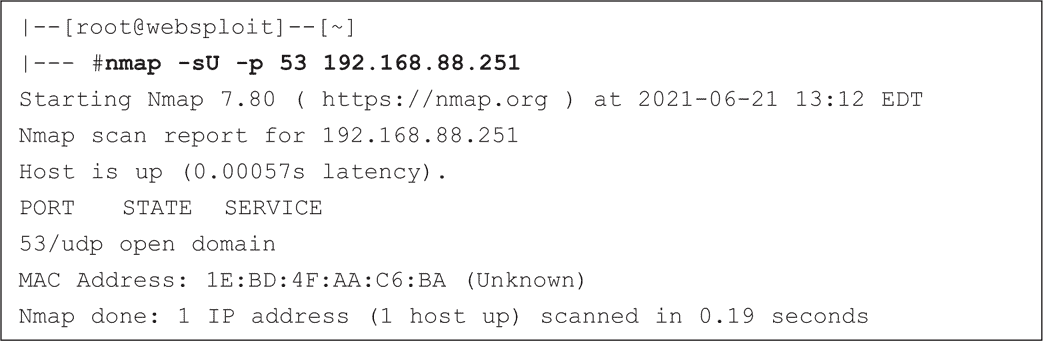 |--[root@websploit]--[~]
|--- #nmap -sU -p 53 192.168.88.251
Starting Nmap 7.80 ( https://nmap.org ) at 2021-06-21 13:12 EDT
Nmap scan report for 192.168.88.251
Host is up (0.00057s latency).
PORT   STATE  SERVICE
53/udp open domain
MAC Address: 1E:BD:4F:AA:C6:BA (Unknown)
Nmap done: 1 IP address (1 host up) scanned in 0.19 seconds